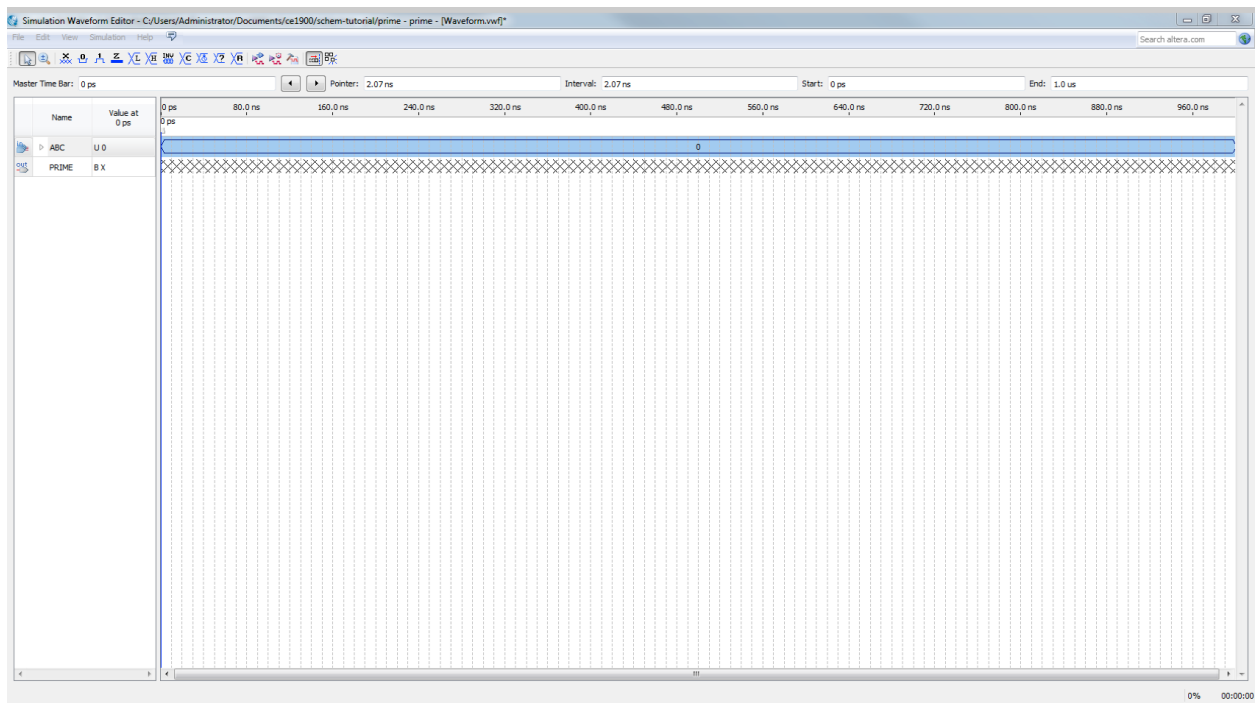 Simulation Waveform Editor - C:/Users/Administrator/Documents/ce1900/schem-tutorial/prime - prime - [Waveform.vwf]*
File Edit View Simulation Help
Search altera.com
Master Time Bar: 0 ps Pointer: 2.07 ns Interval: 2.07 ns Start: 0 ps End: 1.0 us
Name Value at 0 ps
0 ps 80.0 ns 160.0 ns 240.0 ns 320.0 ns 400.0 ns 480.0 ns 560.0 ns 640.0 ns 720.0 ns 800.0 ns 880.0 ns 960.0 ns
0 ps
ABC U 0 0
out PRIME B X
0% 00:00:00